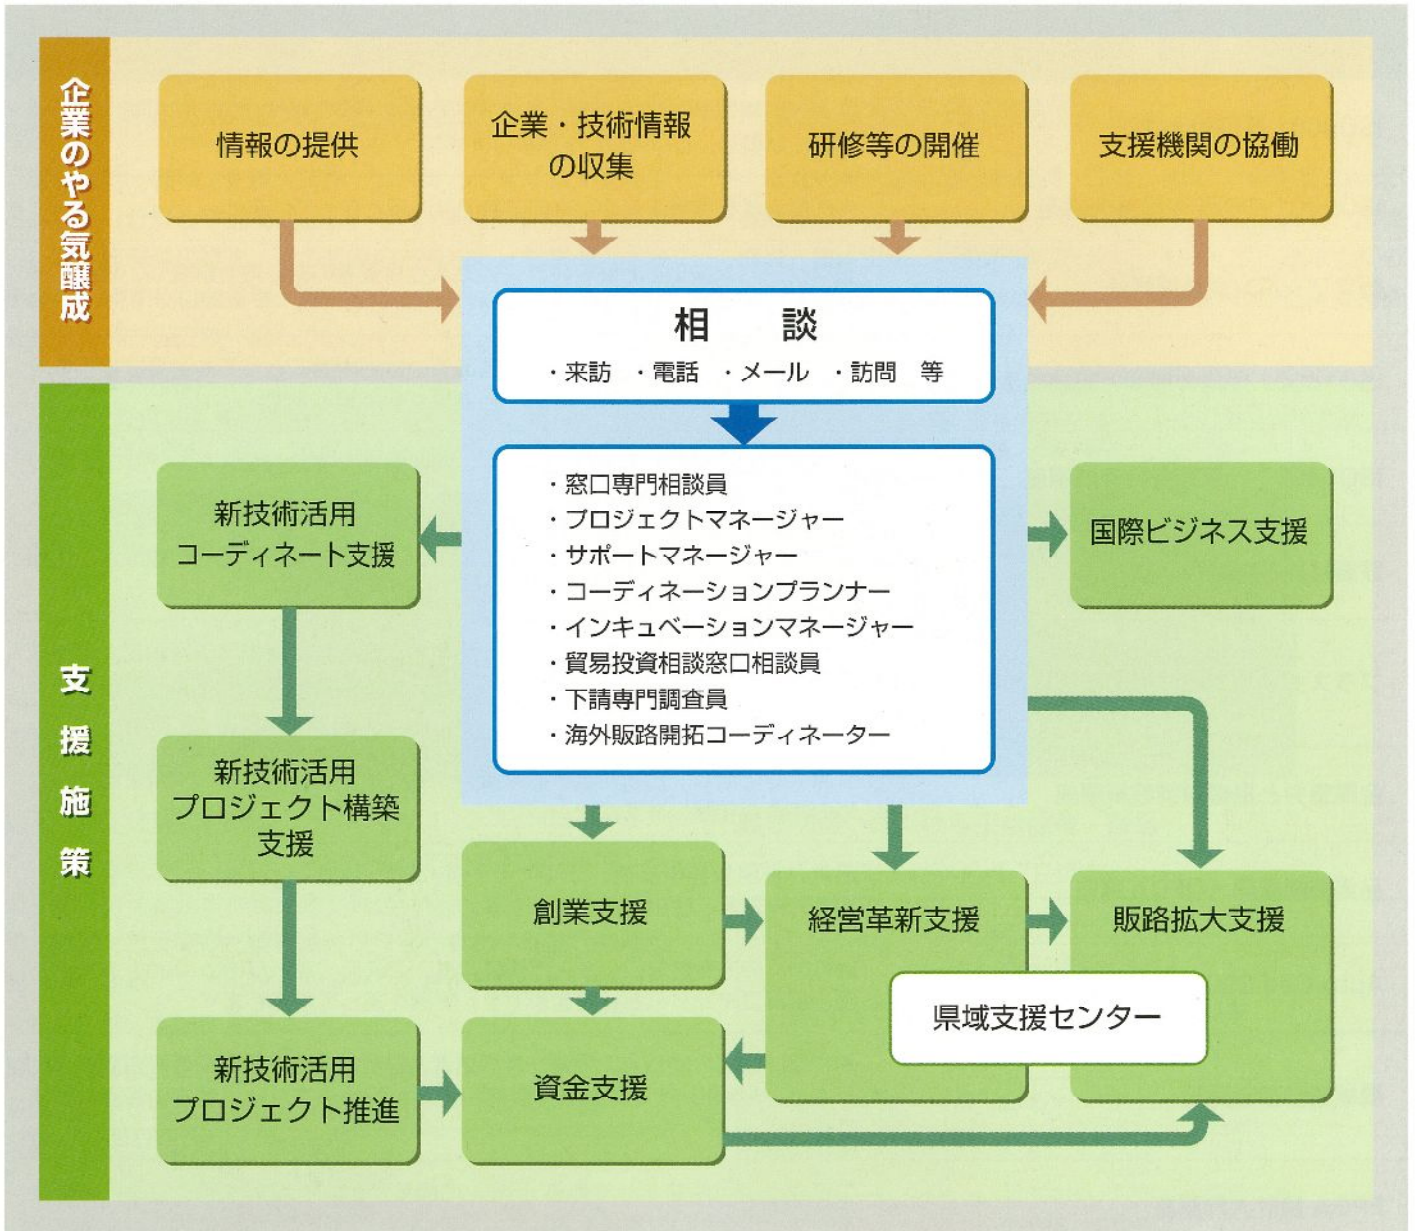 企業のやる気醸成
情報の提供
企業・技術情報
の収集
研修等の開催
支援機関の協働
相　談
・来訪　・電話　・メール　・訪問　等
・窓口専門相談員
・プロジェクトマネージャー
・サポートマネージャー
・コーディネーションプランナー
・インキュベーションマネージャー
・貿易投資相談窓口相談員
・下請専門調査員
・海外販路開拓コーディネーター
支援施策
新技術活用
コーディネート支援
国際ビジネス支援
新技術活用
プロジェクト構築
支援
創業支援
経営革新支援
販路拡大支援
県域支援センター
新技術活用
プロジェクト推進
資金支援